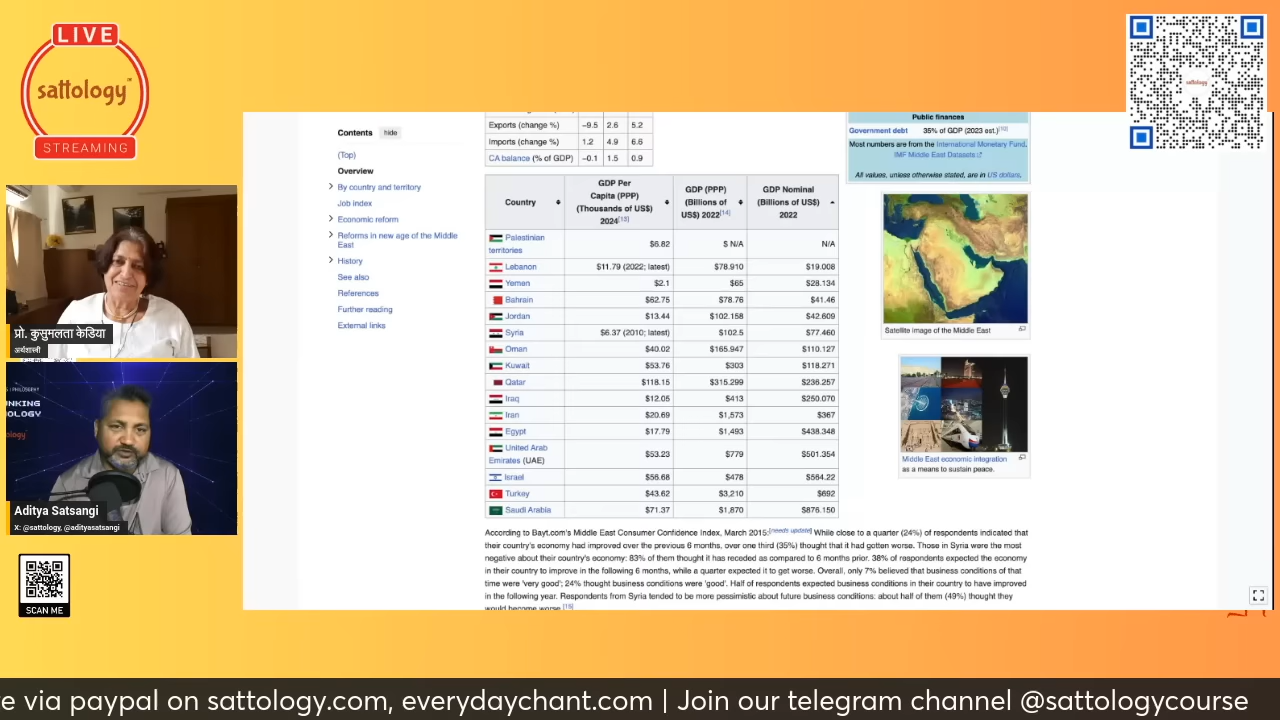 LIVE
sattology™
STREAMING
प्रो. कुसुमलता केडिया
अर्थशास्त्री
Aditya Satsangi
X: @sattology, @adityasatsangi
SCAN ME
Contents hide
(Top)
Overview
By country and territory
Job index
Economic reform
Reforms in new age of the Middle
East
History
See also
References
Further reading
External links
Exports (change %) −9.5 2.6 5.2
Imports (change %) 1.2 4.9 6.6
CA balance (% of GDP) −0.1 1.5 0.9
Country
GDP Per
Capita (PPP)
(Thousands of US$)
2024[13]
GDP (PPP)
(Billions of
US$) 2022[14]
GDP Nominal
(Billions of US$)
2022
Palestinian
territories $6.82 $ N/A N/A
Lebanon $11.79 (2022; latest) $78.910 $19.008
Yemen $2.1 $65 $28.134
Bahrain $62.75 $78.76 $41.46
Jordan $13.44 $102.158 $42.609
Syria $6.37 (2010; latest) $102.5 $77.460
Oman $40.02 $165.947 $110.127
Kuwait $53.76 $303 $118.271
Qatar $118.15 $315.299 $236.257
Iraq $12.05 $413 $250.070
Iran $20.69 $1,573 $367
Egypt $17.79 $1,493 $438.348
United Arab
Emirates (UAE) $53.23 $779 $501.354
Israel $56.68 $478 $564.22
Turkey $43.62 $3,210 $692
Saudi Arabia $71.37 $1,870 $876.150
According to Bayt.com's Middle East Consumer Confidence Index, March 2015:[needs update] While close to a quarter (24%) of respondents indicated that
their country's economy had improved over the previous 6 months, over one third (35%) thought that it had gotten worse. Those in Syria were the most
negative about their country's economy: 83% of them thought it has receded as compared to 6 months prior. 38% of respondents expected the economy
in their country to improve in the following 6 months, while a quarter expected it to get worse. Overall, only 7% believed that business conditions of that
time were 'very good'; 24% thought business conditions were 'good'. Half of respondents expected business conditions in their country to have improved
in the following year. Respondents from Syria tended to be more pessimistic about future business conditions: about half of them (49%) thought they
would become worse.[15]
Public finances
Government debt 35% of GDP (2023 est.)
Most numbers are from the International Monetary Fund,
IMF Middle East Datasets
All values, unless otherwise stated, are in US dollars.
Satellite image of the Middle East
Middle East economic integration
as a means to sustain peace.
sattology
e via paypal on sattology.com, everydaychant.com | Join our telegram channel @sattologycourse